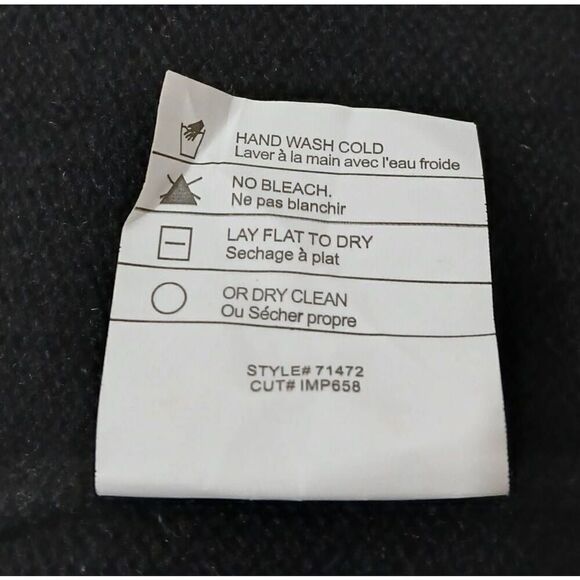 HAND WASH COLD
Laver à la main avec l'eau froide
NO BLEACH.
Ne pas blanchir
LAY FLAT TO DRY
Sechage à plat
OR DRY CLEAN
Ou Sécher propre
STYLE# 71472
CUT# IMP658